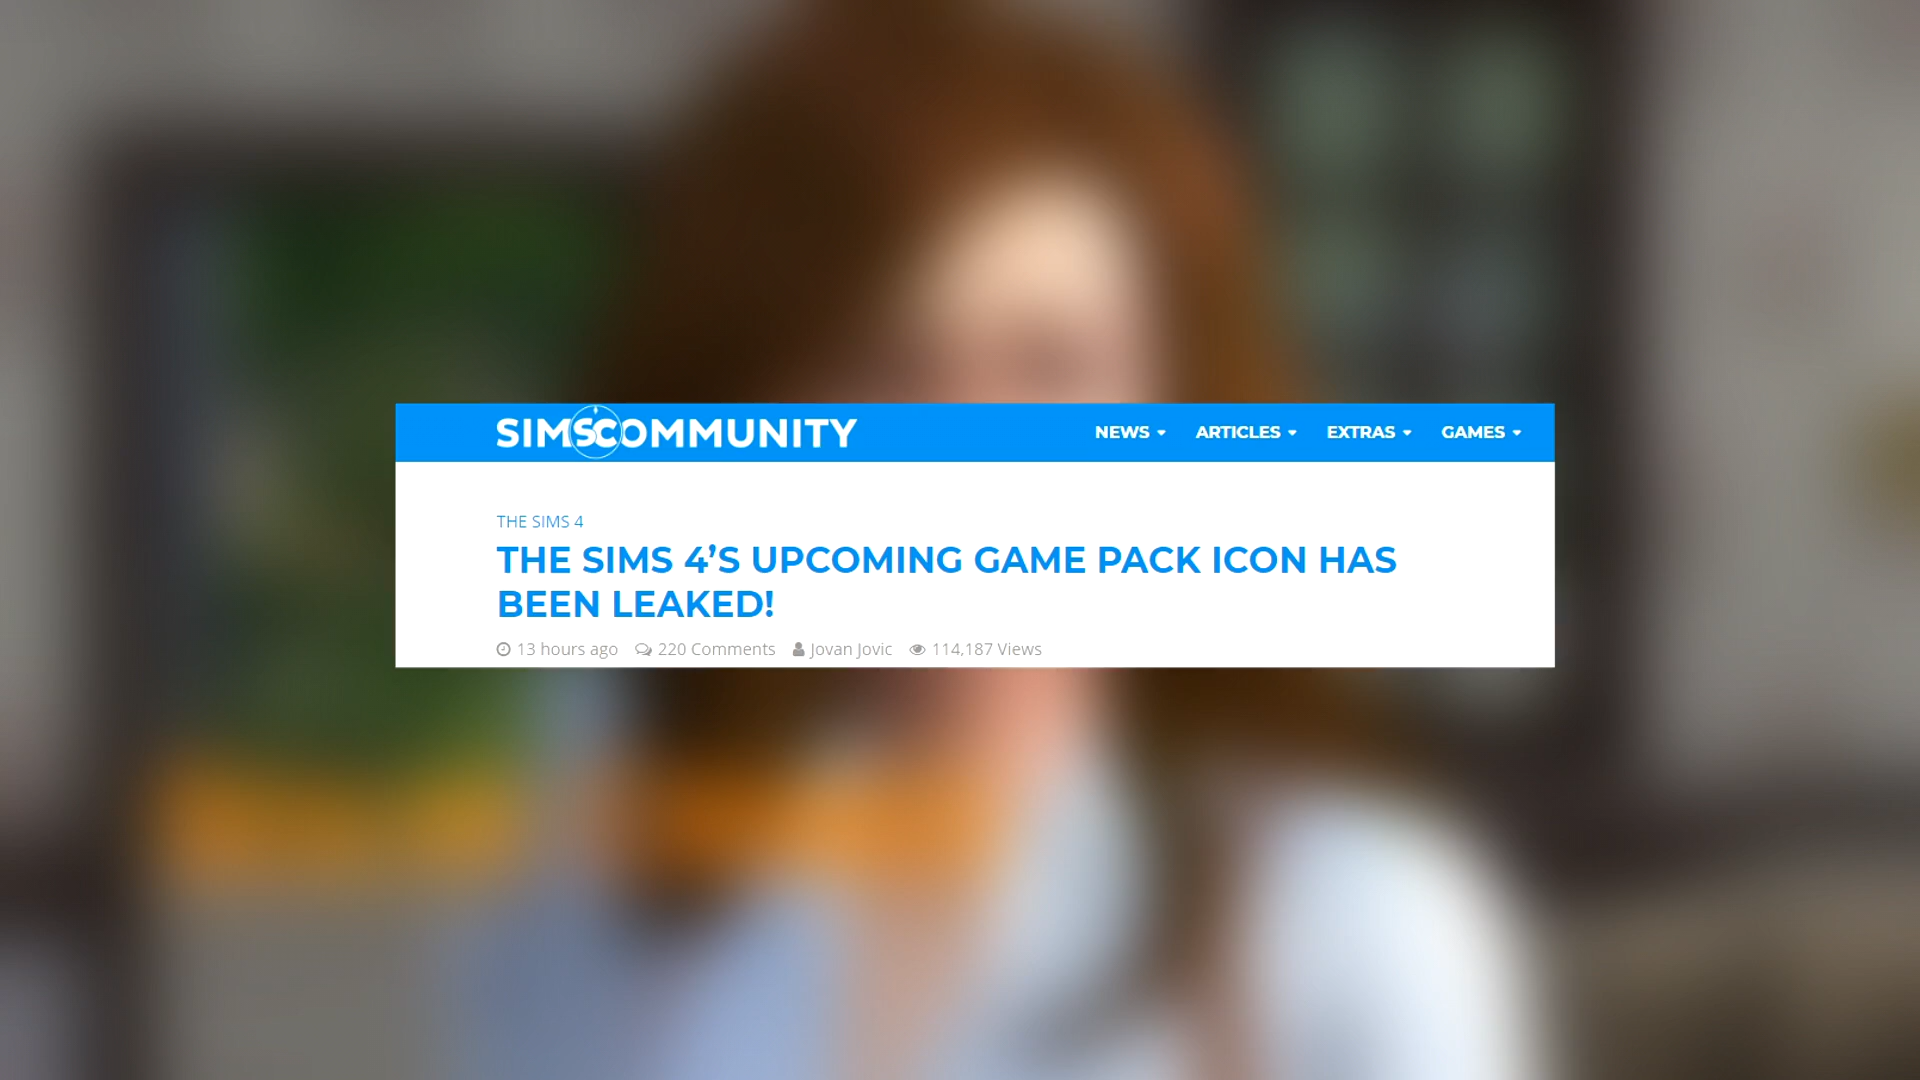 SIMSCOMMUNITY
NEWS ARTICLES EXTRAS GAMES
THE SIMS 4
THE SIMS 4’S UPCOMING GAME PACK ICON HAS
BEEN LEAKED!
13 hours ago 220 Comments Jovan Jovic 114,187 Views